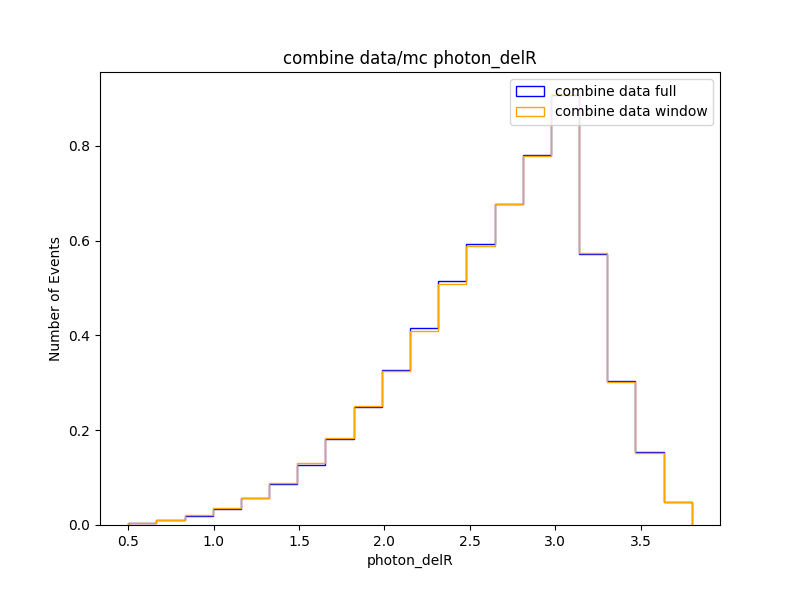 combine data/mc photon_delR
combine data full
combine data window
Number of Events
0.8
0.6
0.4
0.2
0.0
0.5
1.0
1.5
2.0
2.5
3.0
3.5
photon_delR